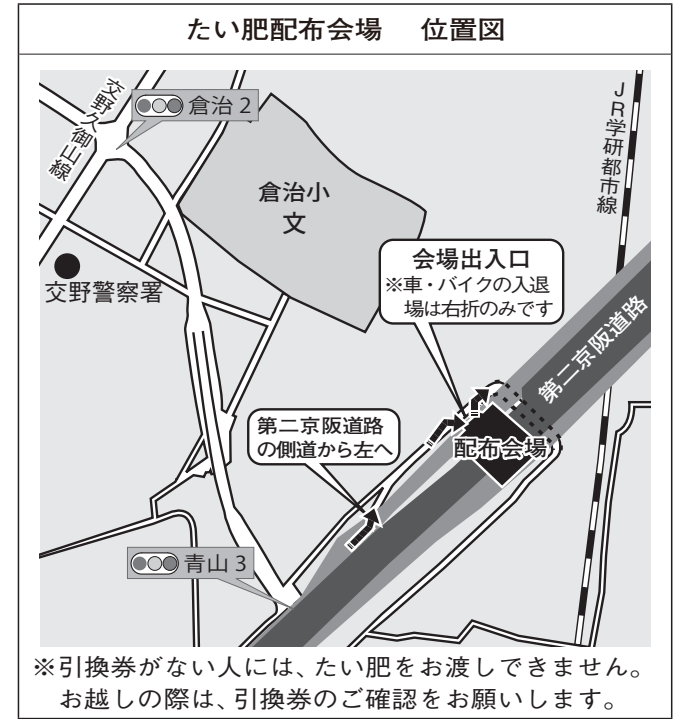 たい肥配布会場　位置図
交野久御山線
倉治 2
JR学研都市線
倉治小
文
会場出入口
※車・バイクの入退
場は右折のみです
交野警察署
第二京阪道路
第二京阪道路
の側道から左へ
配布会場
青山 3
※引換券がない人には、たい肥をお渡しできません。
お越しの際は、引換券のご確認をお願いします。